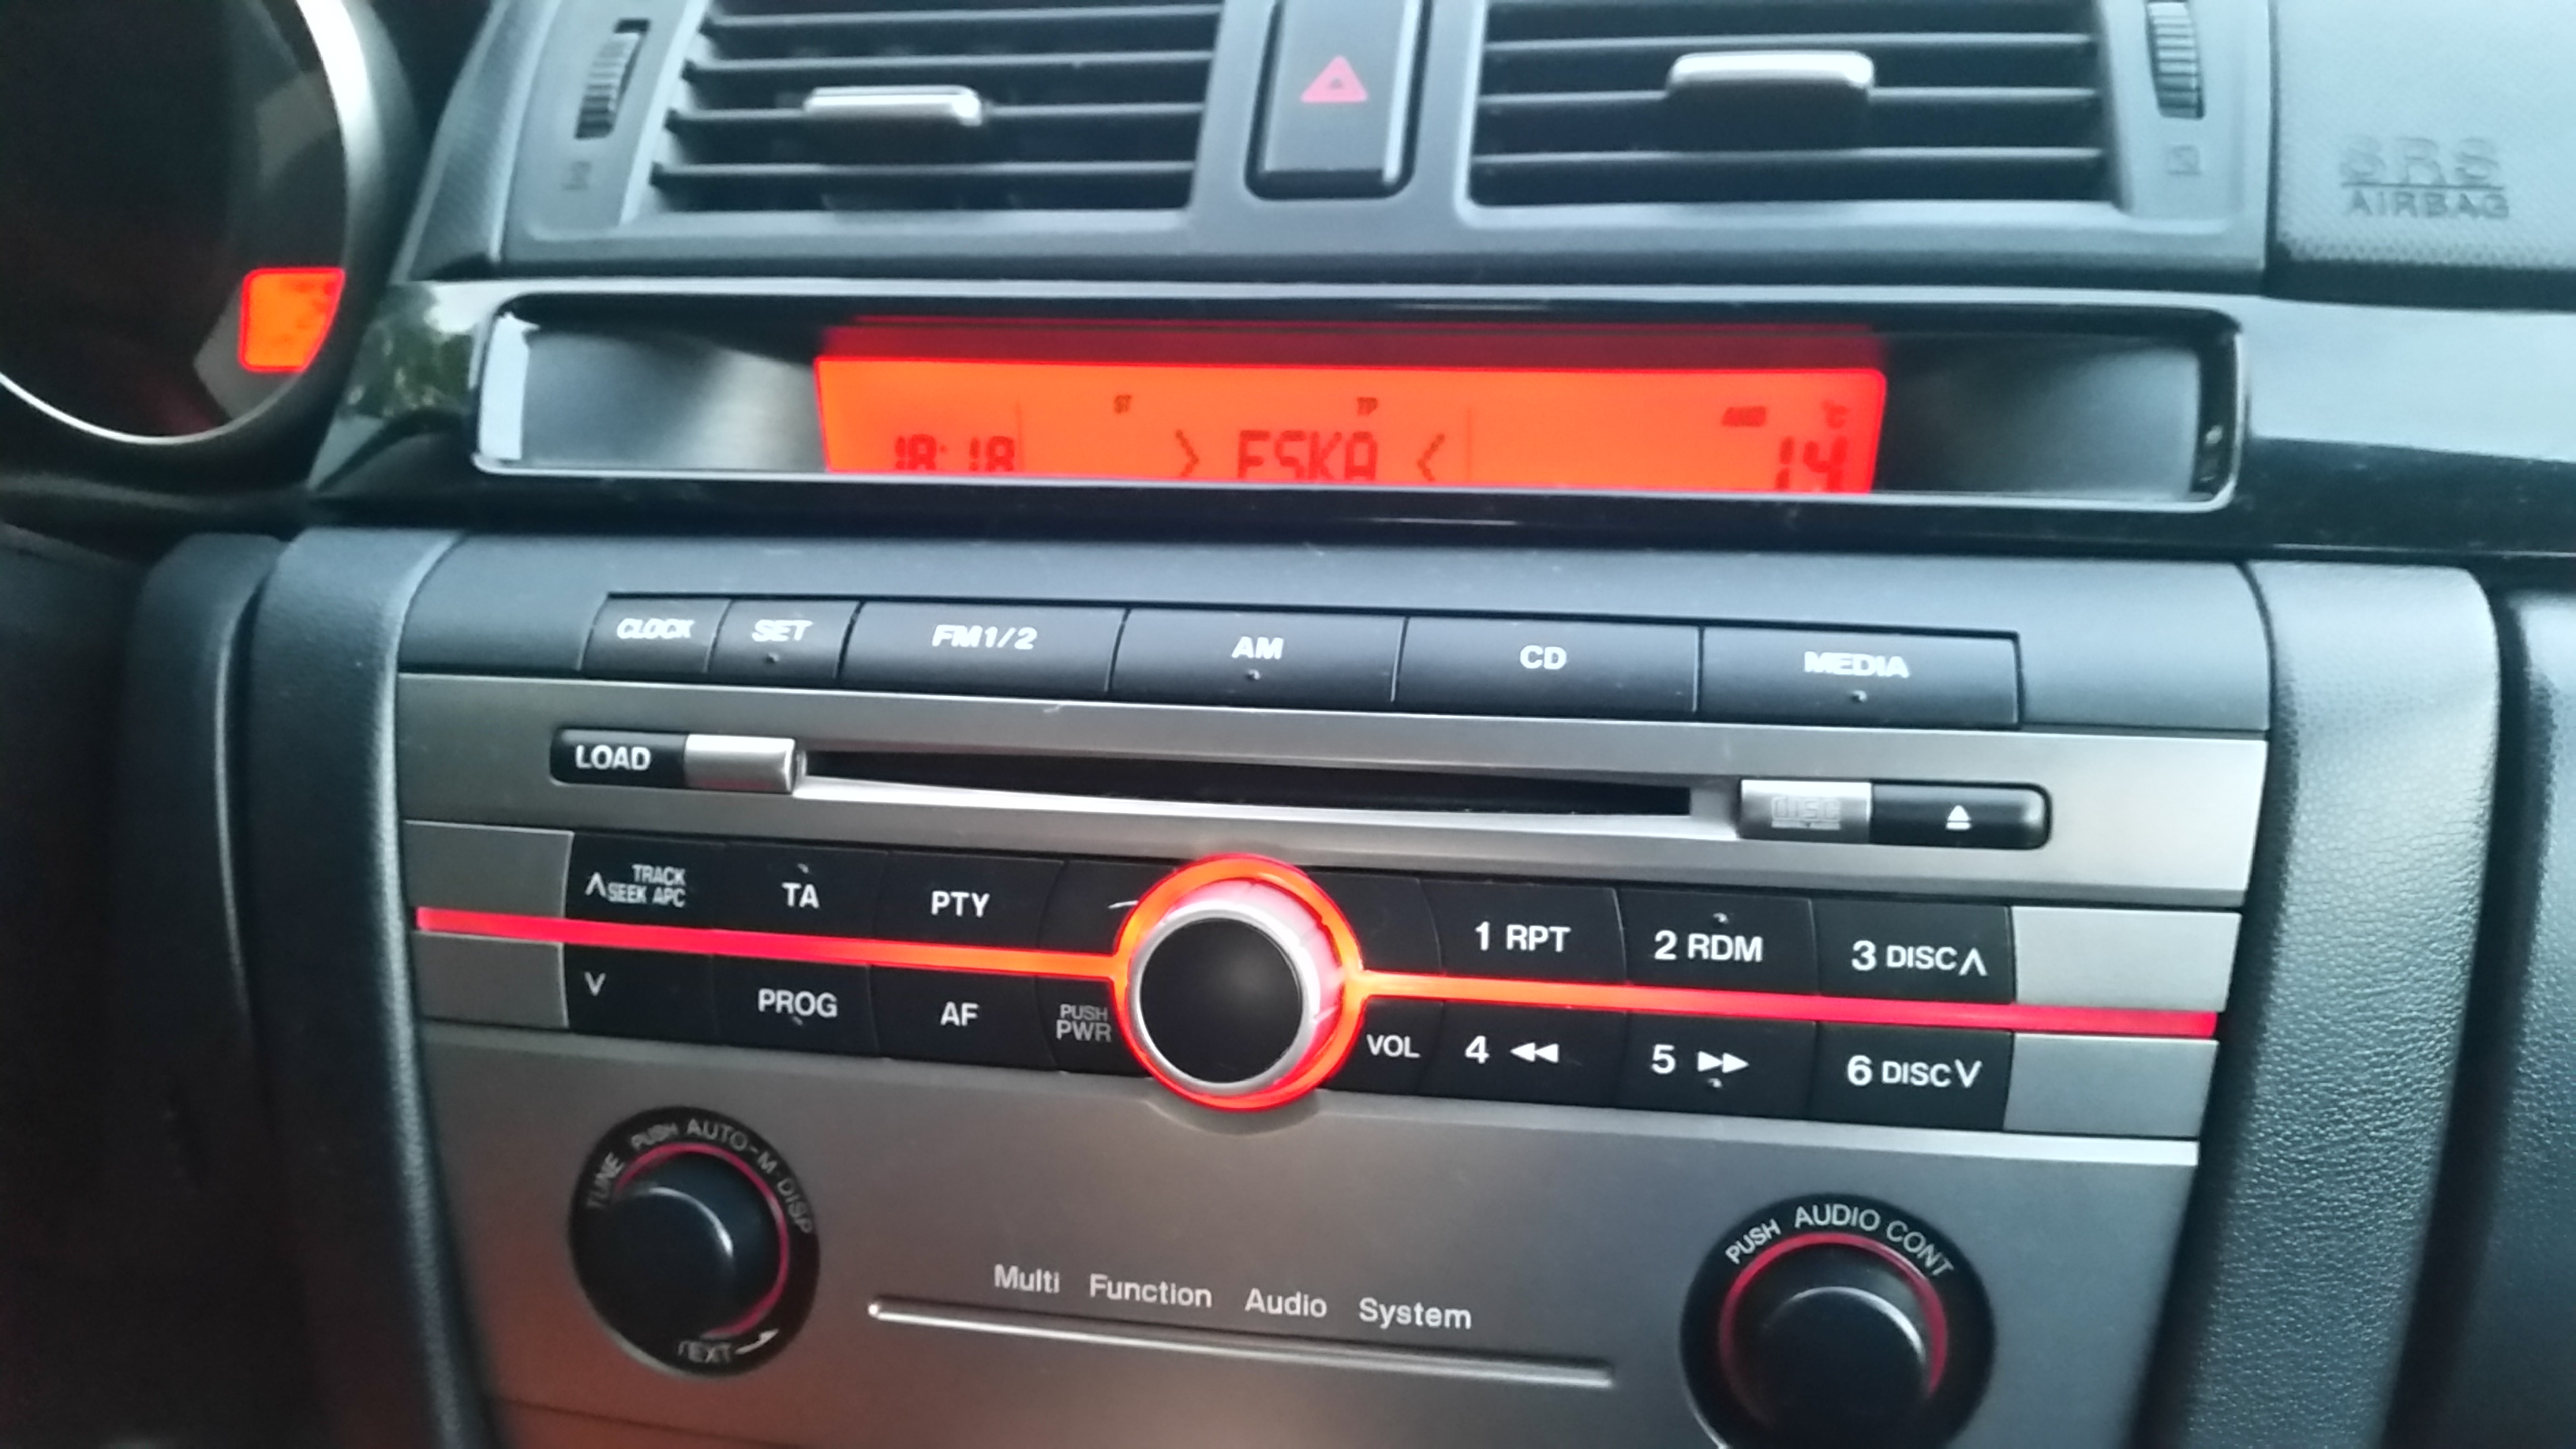 SRS
AIRBAG
ST TP AMB °C
18:18 > ESKA < 14
CLOCK SET FM1/2 AM CD MEDIA
LOAD disc
TRACK
SEEK APC TA PTY 1 RPT 2 RDM 3 DISC
PROG AF PUSH
PWR VOL 4 5 6 DISC
TUNE PUSH AUTO-M·DISP
TEXT
PUSH AUDIO CONT
Multi Function Audio System